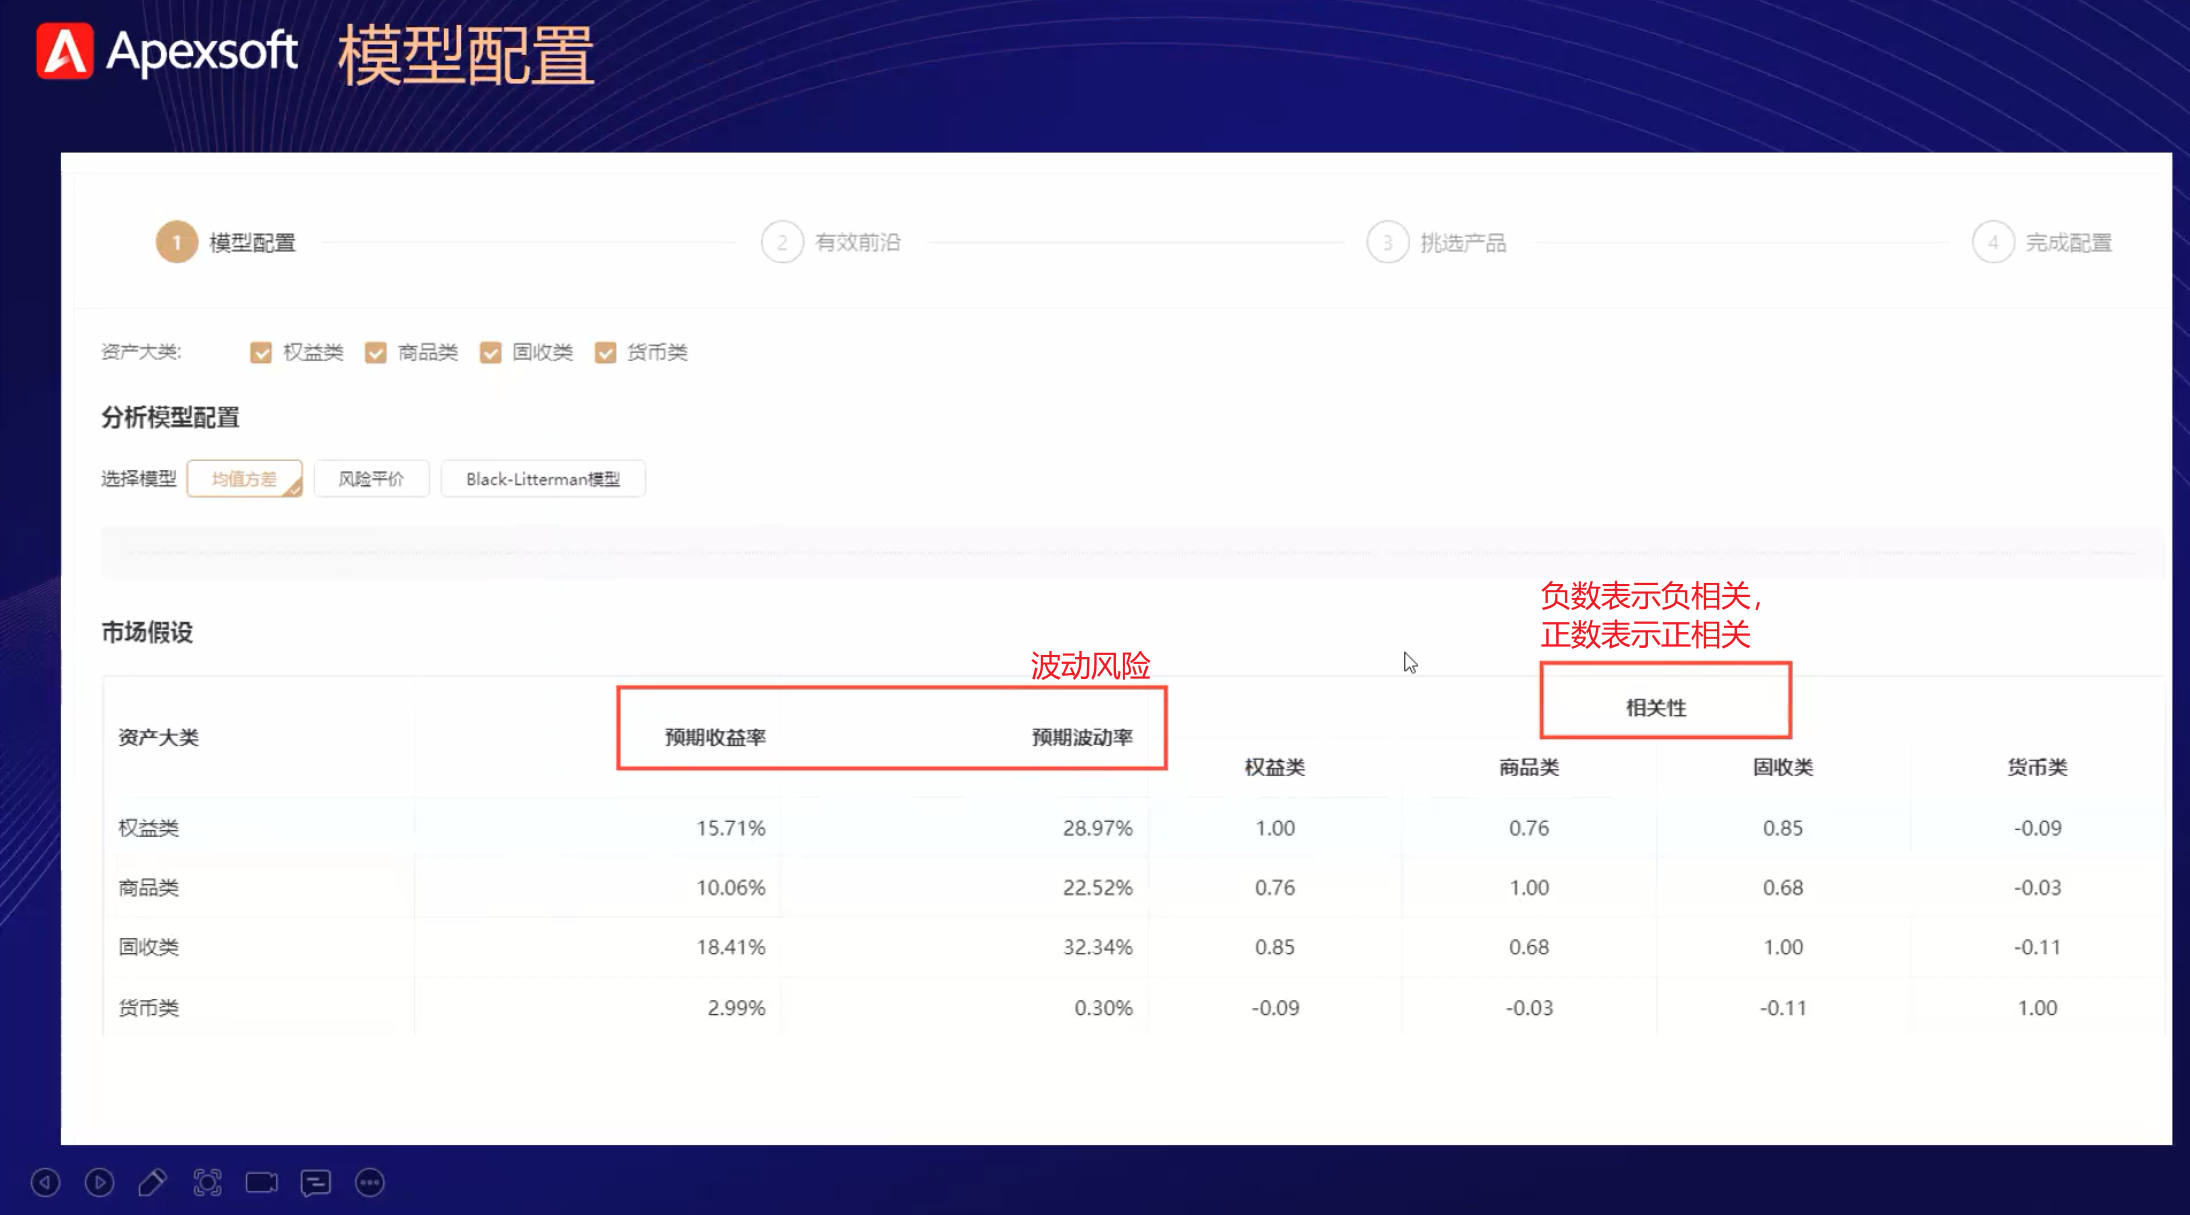 Apexsoft 模型配置
1 模型配置
2 有效前沿
3 挑选产品
4 完成配置
资产大类: 权益类 商品类 固收类 货币类
分析模型配置
选择模型 均值方差 风险平价 Black-Litterman模型
负数表示负相关，
正数表示正相关
市场假设
波动风险
资产大类 预期收益率 预期波动率 相关性
权益类 商品类 固收类 货币类
权益类 15.71% 28.97% 1.00 0.76 0.85 -0.09
商品类 10.06% 22.52% 0.76 1.00 0.68 -0.03
固收类 18.41% 32.34% 0.85 0.68 1.00 -0.11
货币类 2.99% 0.30% -0.09 -0.03 -0.11 1.00